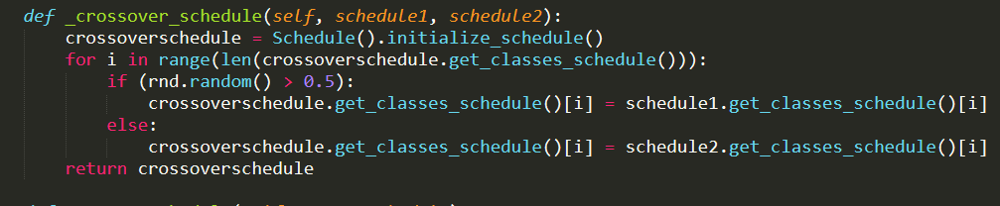 def _crossover_schedule(self, schedule1, schedule2):
    crossoverschedule = Schedule().initialize_schedule()
    for i in range(len(crossoverschedule.get_classes_schedule())):
        if (rnd.random() > 0.5):
            crossoverschedule.get_classes_schedule()[i] = schedule1.get_classes_schedule()[i]
        else:
            crossoverschedule.get_classes_schedule()[i] = schedule2.get_classes_schedule()[i]
    return crossoverschedule